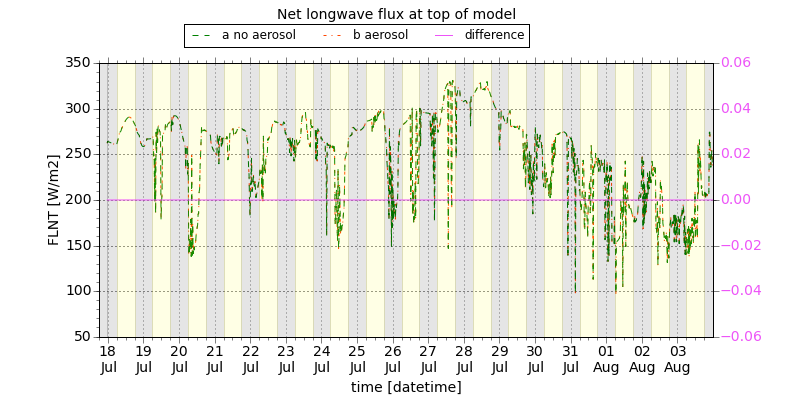 Net longwave flux at top of model
a no aerosol b aerosol difference
350 0.06
300 0.04
250 0.02
200 0.00
150 −0.02
100 −0.04
50 −0.06
FLNT [W/m2]
18 19 20 21 22 23 24 25 26 27 28 29 30 31 01 02 03
Jul Jul Jul Jul Jul Jul Jul Jul Jul Jul Jul Jul Jul Jul Aug Aug Aug
time [datetime]